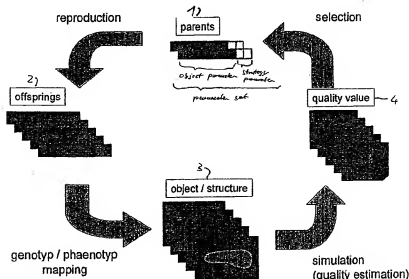 reproduction
1)
selection
parents
object parameter strategy
parameter
parameter set
2)
offsprings
quality value
4
3
object / structure
genotyp / phaenotyp
mapping
simulation
(quality estimation)